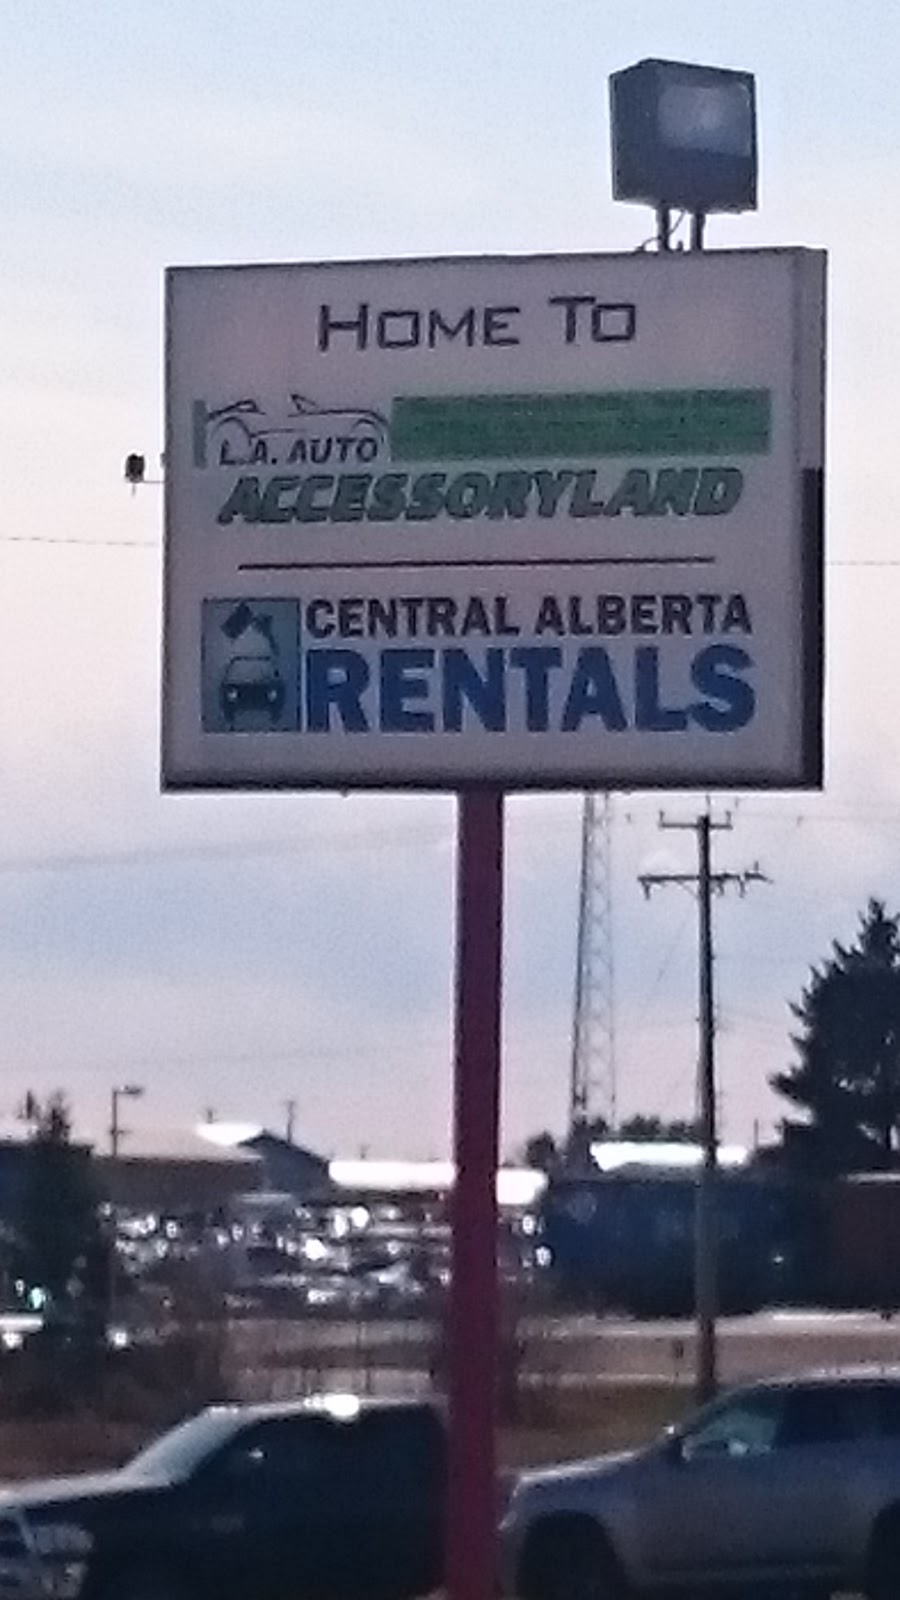 Home To
L.A. AUTO
ACCESSORYLAND
CENTRAL ALBERTA
RENTALS